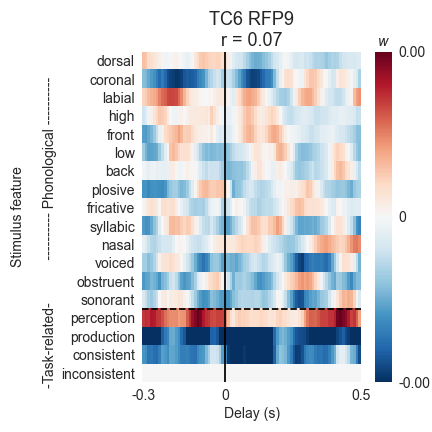 TC6 RFP9
r = 0.07
w
dorsal
coronal
labial
high
front
low
back
plosive
fricative
syllabic
nasal
voiced
obstruent
sonorant
perception
production
consistent
inconsistent
Stimulus feature
-Task-related- ---------- Phonological ----------
0.00
0
-0.00
-0.3
0
0.5
Delay (s)